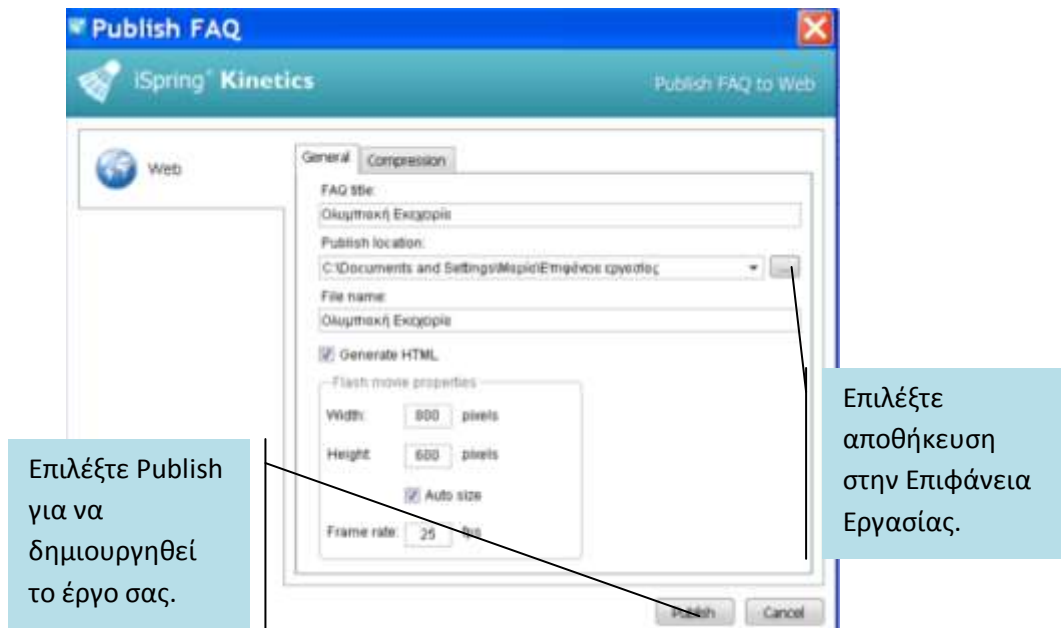 Publish FAQ
iSpring Kinetics
Publish FAQ to Web
Web
General Compression
FAQ title:
Ολυμπιακή Εκεχειρία
Publish location:
C:\Documents and Settings\Μαρία\Επιφάνεια εργασίας
...
File name:
Ολυμπιακή Εκεχειρία
Generate HTML
Flash movie properties
Width: 800 pixels
Height: 600 pixels
Auto size
Frame rate: 25 fps
Publish Cancel
Επιλέξτε
αποθήκευση
στην Επιφάνεια
Εργασίας.
Επιλέξτε Publish
για να
δημιουργηθεί
το έργο σας.